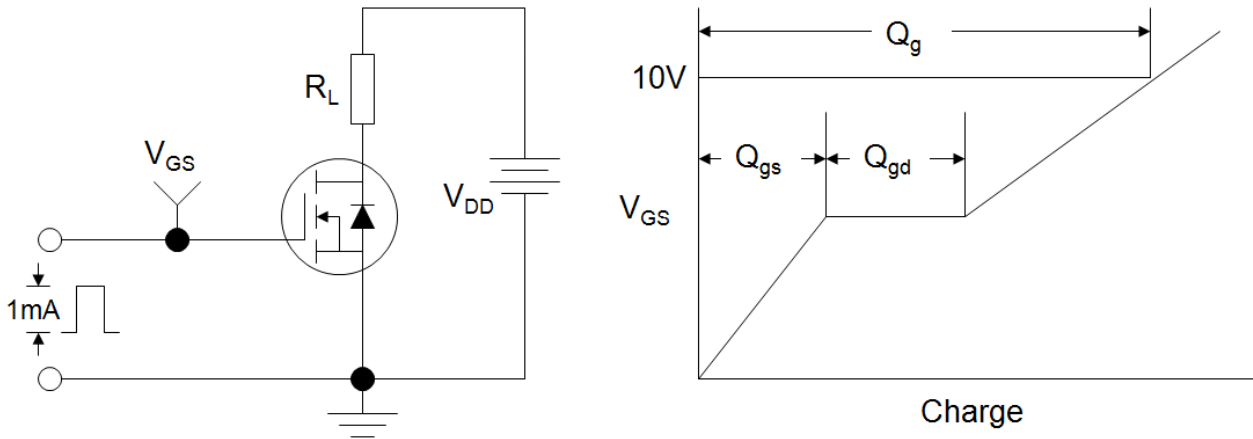 R_L
V_GS
V_DD
1mA
Q_g
10V
Q_gs
Q_gd
V_GS
Charge